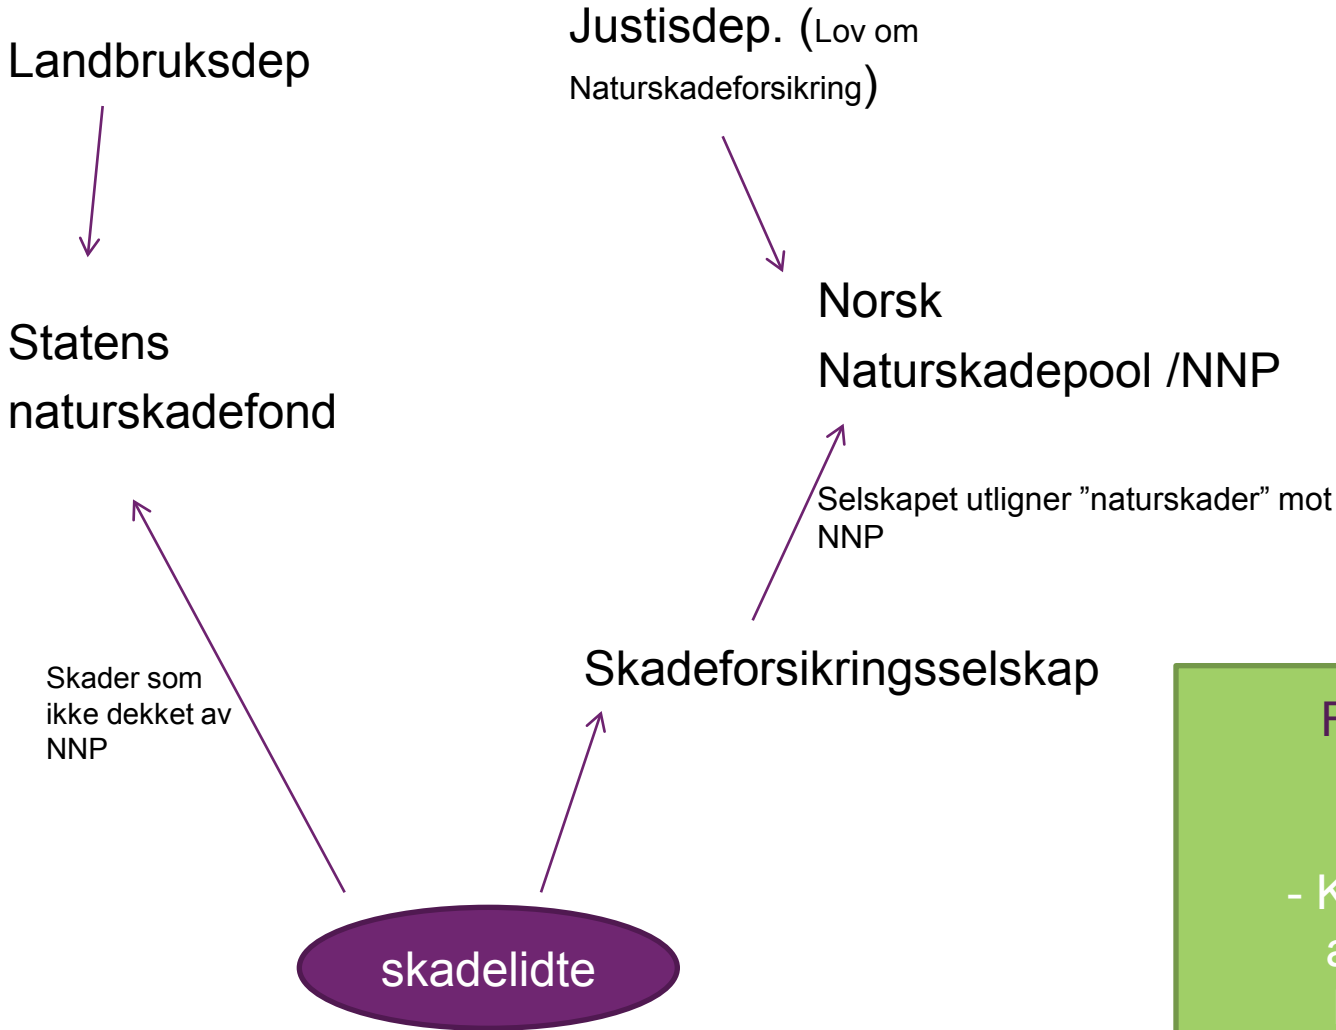 Landbruksdep
Justisdep. (Lov om
Naturskadeforsikring)
Statens
naturskadefond
Norsk
Naturskadepool /NNP
Selskapet utligner ”naturskader” mot
NNP
Skader som
ikke dekket av
NNP
Skadeforsikringsselskap
skadelidte